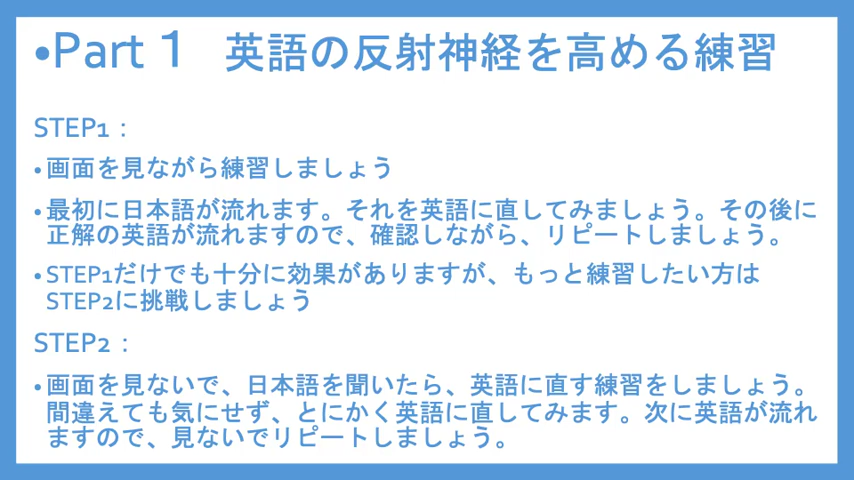 •Part １　英語の反射神経を高める練習
STEP1：
•画面を見ながら練習しましょう
•最初に日本語が流れます。それを英語に直してみましょう。その後に
正解の英語が流れますので、確認しながら、リピートしましょう。
•STEP1だけでも十分に効果がありますが、もっと練習したい方は
STEP2に挑戦しましょう
STEP2：
•画面を見ないで、日本語を聞いたら、英語に直す練習をしましょう。
間違えても気にせず、とにかく英語に直してみます。次に英語が流れ
ますので、見ないでリピートしましょう。